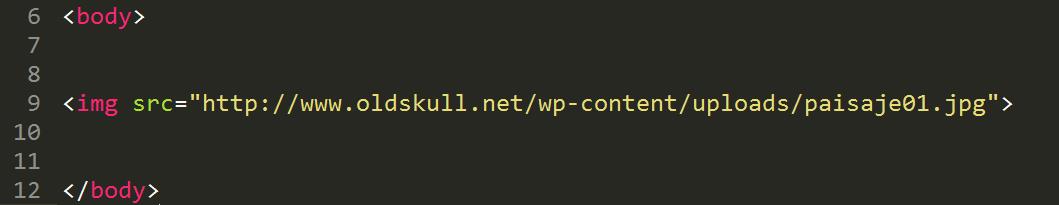 6 <body>
7
8
9 <img src="http://www.oldskull.net/wp-content/uploads/paisaje01.jpg">
10
11
12 </body>